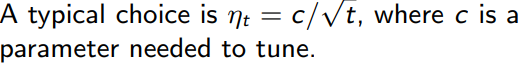 A typical choice is ηt = c/√t, where c is a
parameter needed to tune.